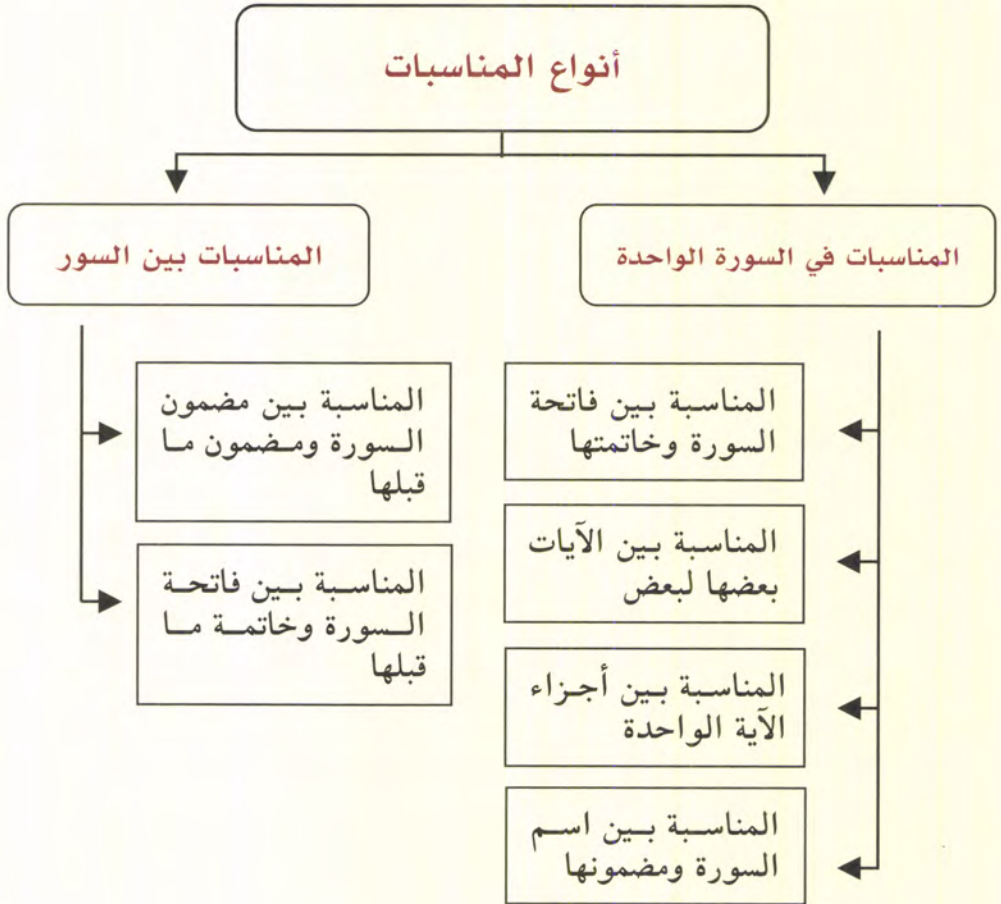 أنواع المناسبات
المناسبات في السورة الواحدة
المناسبة بين فاتحة
السورة وخاتمتها
المناسبة بين الآيات
بعضها لبعض
المناسبة بين أجزاء
الآية الواحدة
المناسبة بين اسم
السورة ومضمونها
المناسبات بين السور
المناسبة بين مضمون
السورة ومضمون ما
قبلها
المناسبة بين فاتحة
السورة وخاتمة ما
قبلها